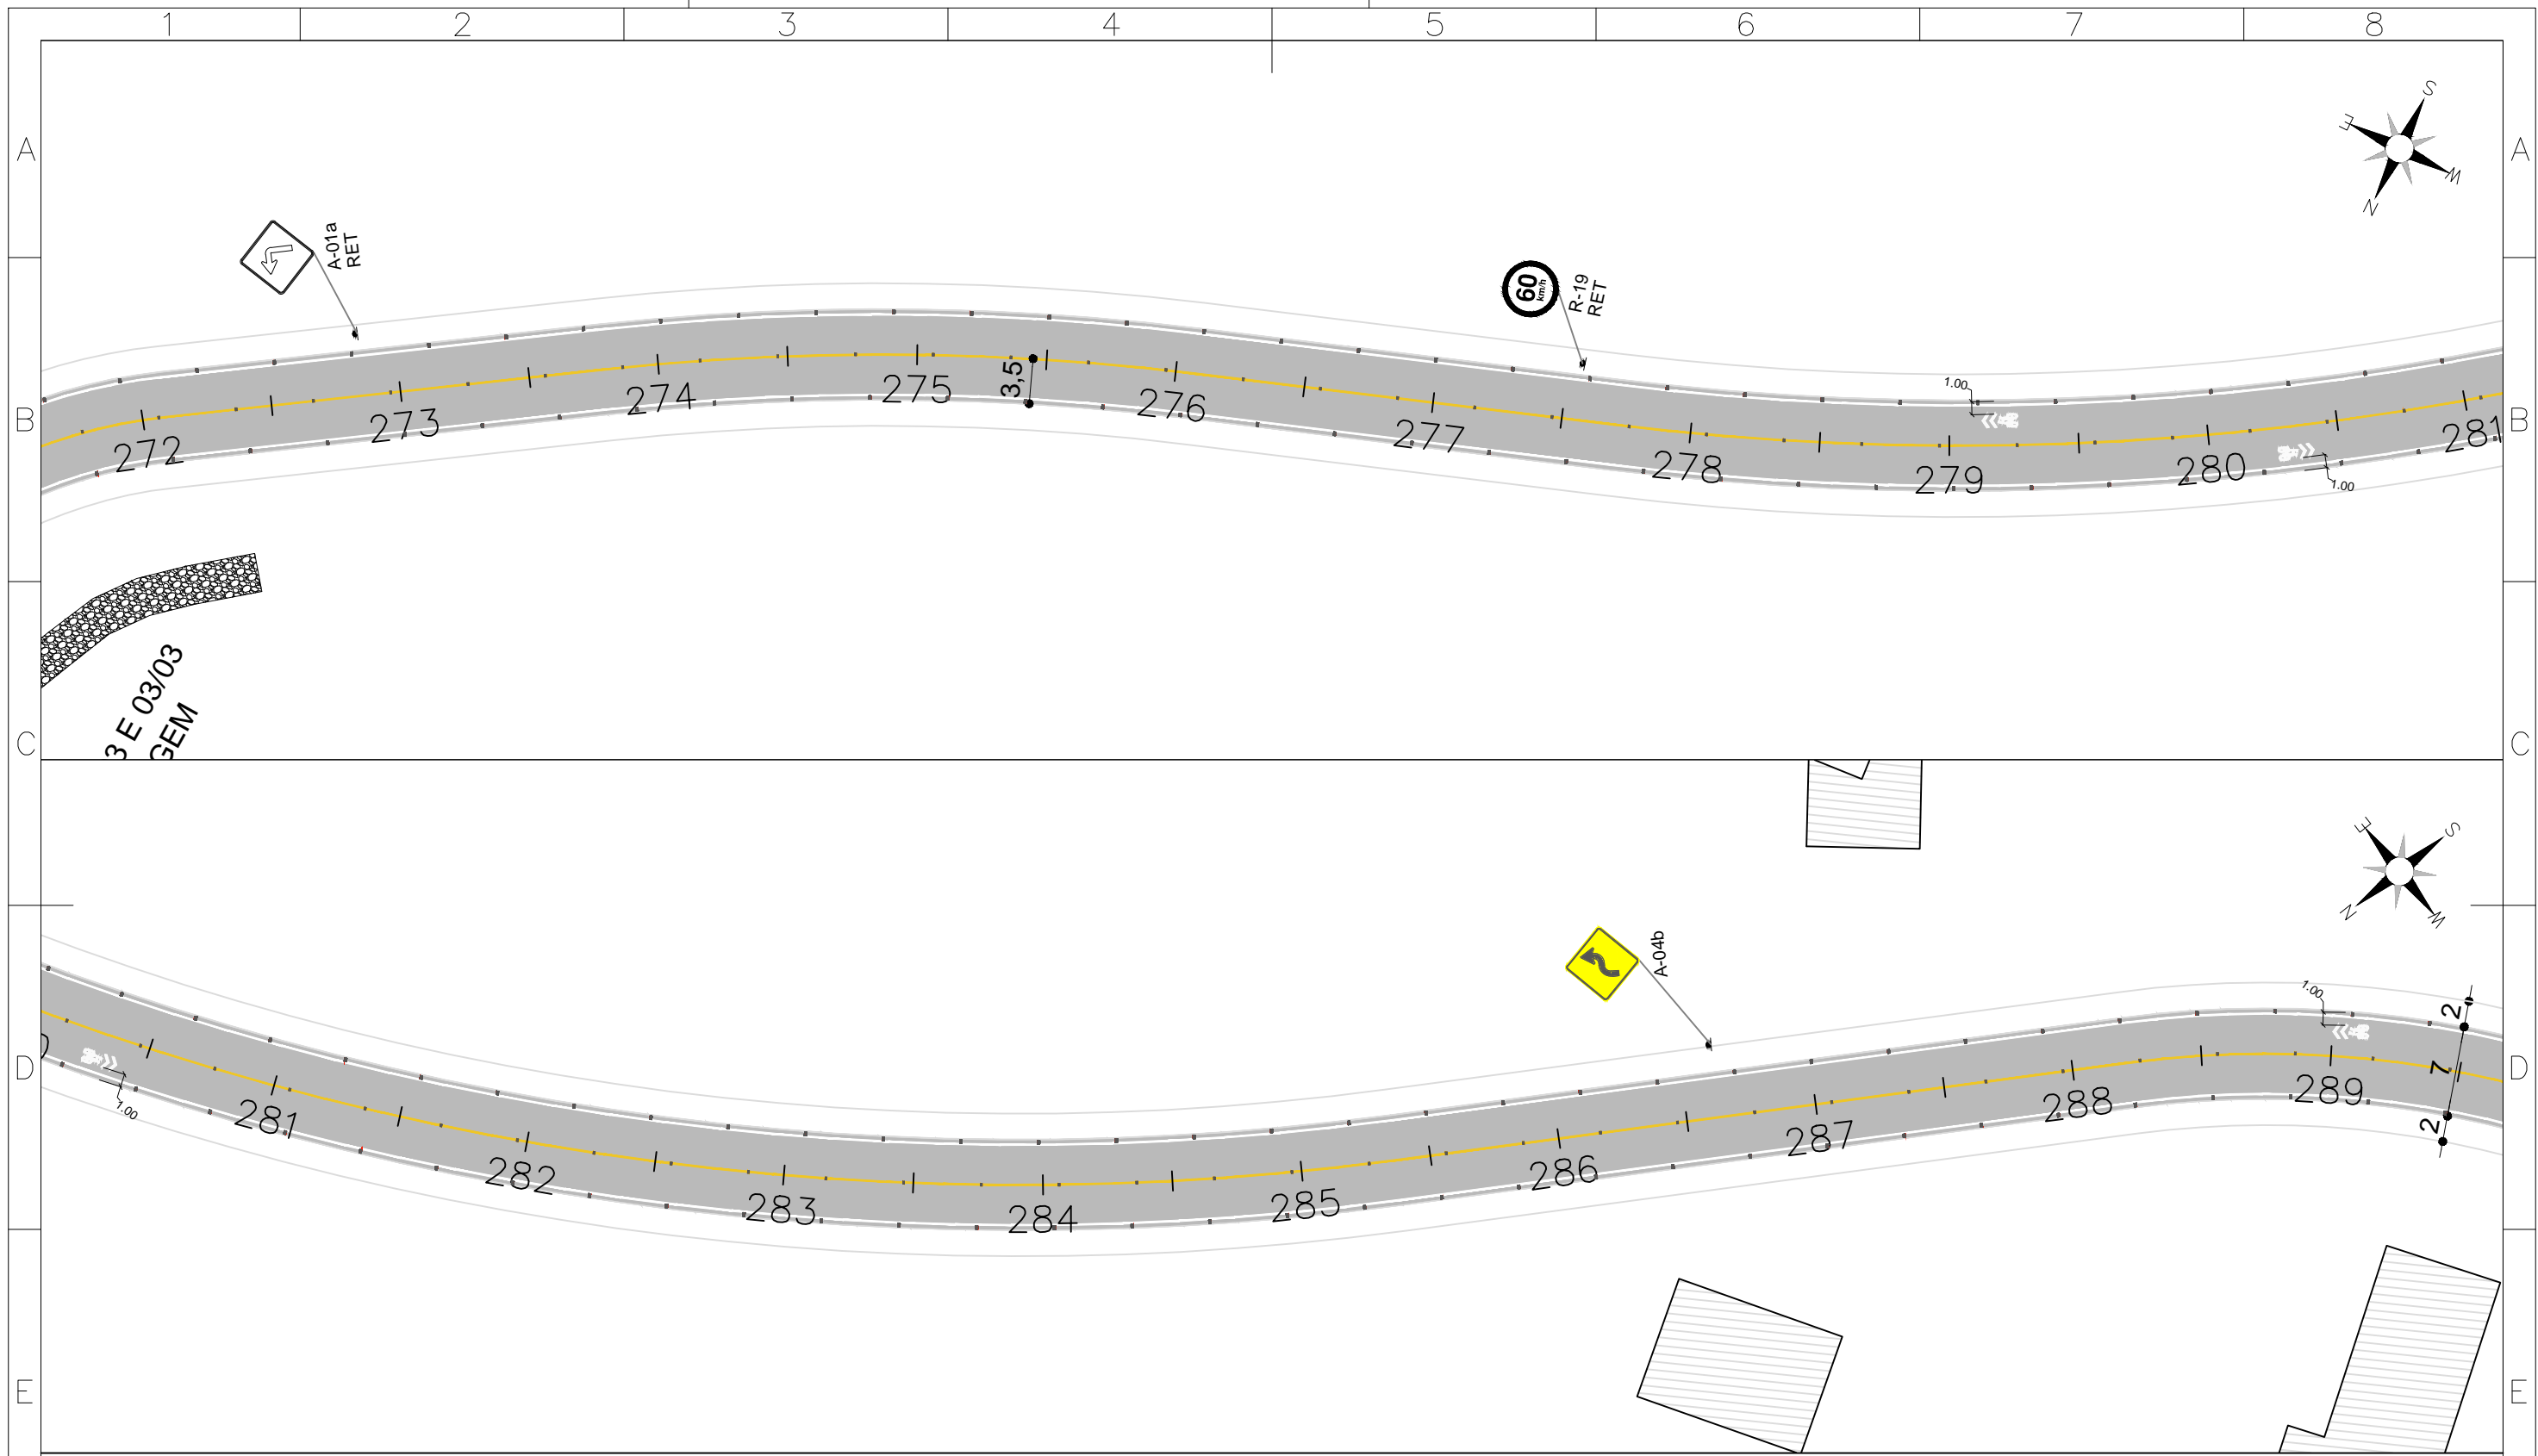 1 2 3 4 5 6 7 8
A A
S
E
W
N
A-01a
RET
60
km/h
R-19
RET
1.00
3,5
B B
272 273 274 275 276 277 278 279 280 281
1.00
3 E 03/03
GEM
C C
E S
N W
A-04b
1.00
2
7
2
D D
1.00
281 282 283 284 285 286 287 288 289
E E